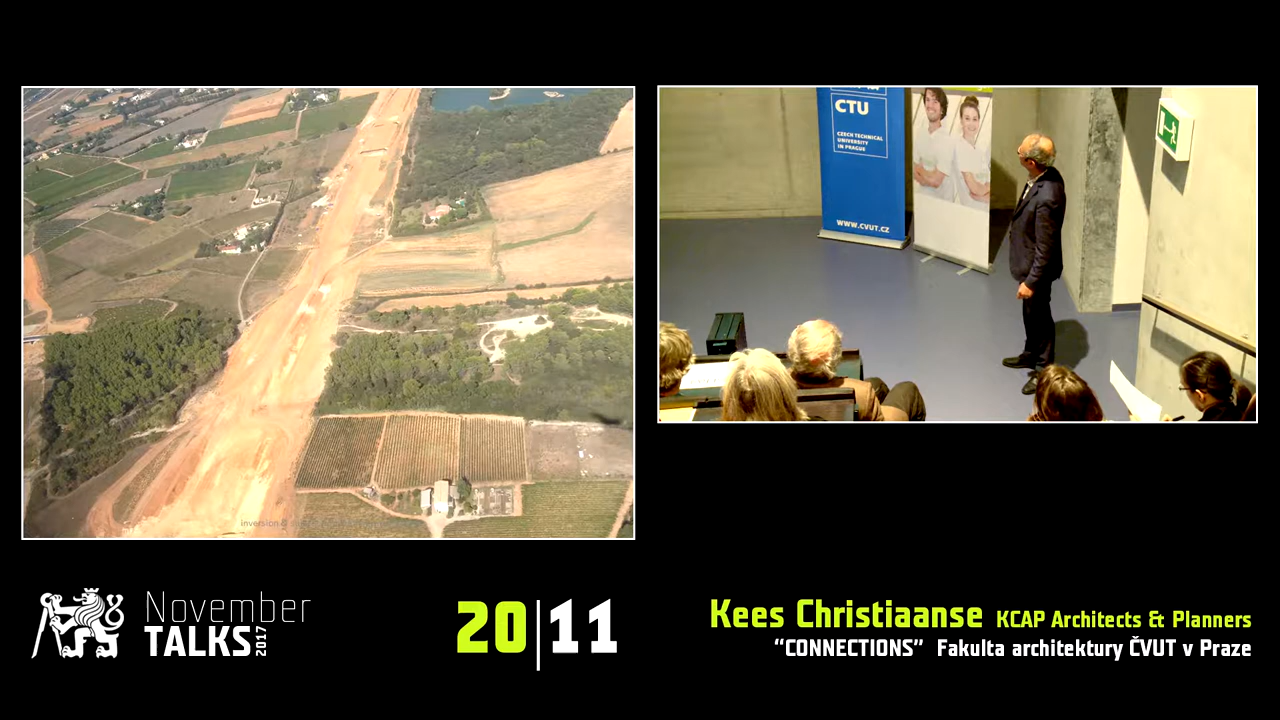 CTU
CZECH TECHNICAL
UNIVERSITY
IN PRAGUE
WWW.CVUT.CZ
inversion
November
TALKS 2017
20|11
Kees Christiaanse KCAP Architects & Planners
“CONNECTIONS” Fakulta architektury ČVUT v Praze